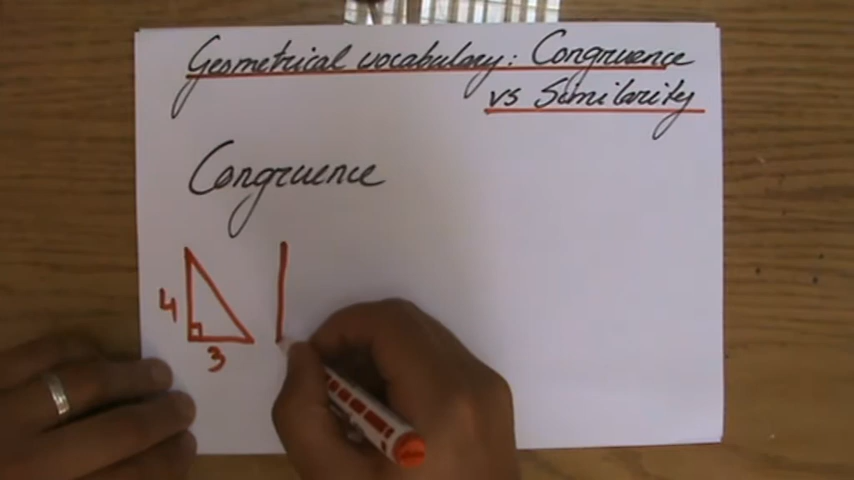 Geometrical vocabulary: Congruence
vs Similarity
Congruence
4
3